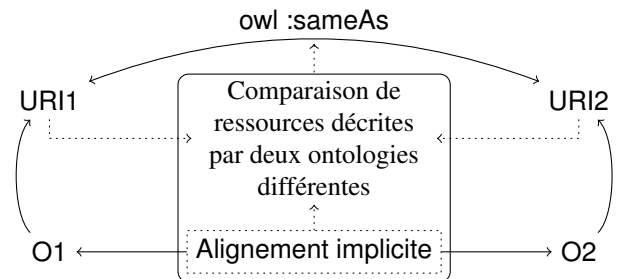 owl :sameAs
URI1
URI2
Comparaison de
ressources décrites
par deux ontologies
différentes
O1
Alignement implicite
O2